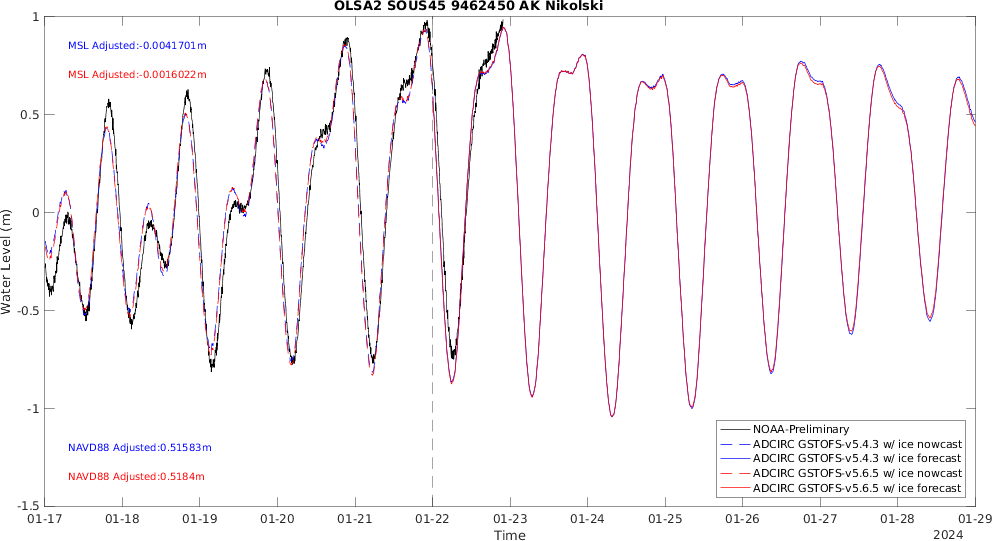 OLSA2 SOUS45 9462450 AK Nikolski
MSL Adjusted:-0.0041701m
MSL Adjusted:-0.0016022m
NAVD88 Adjusted:0.51583m
NAVD88 Adjusted:0.5184m
1
0.5
0
-0.5
-1
-1.5
Water Level (m)
NOAA-Preliminary
ADCIRC GSTOFS-v5.4.3 w/ ice nowcast
ADCIRC GSTOFS-v5.4.3 w/ ice forecast
ADCIRC GSTOFS-v5.6.5 w/ ice nowcast
ADCIRC GSTOFS-v5.6.5 w/ ice forecast
01-17 01-18 01-19 01-20 01-21 01-22 01-23 01-24 01-25 01-26 01-27 01-28 01-29
Time
2024